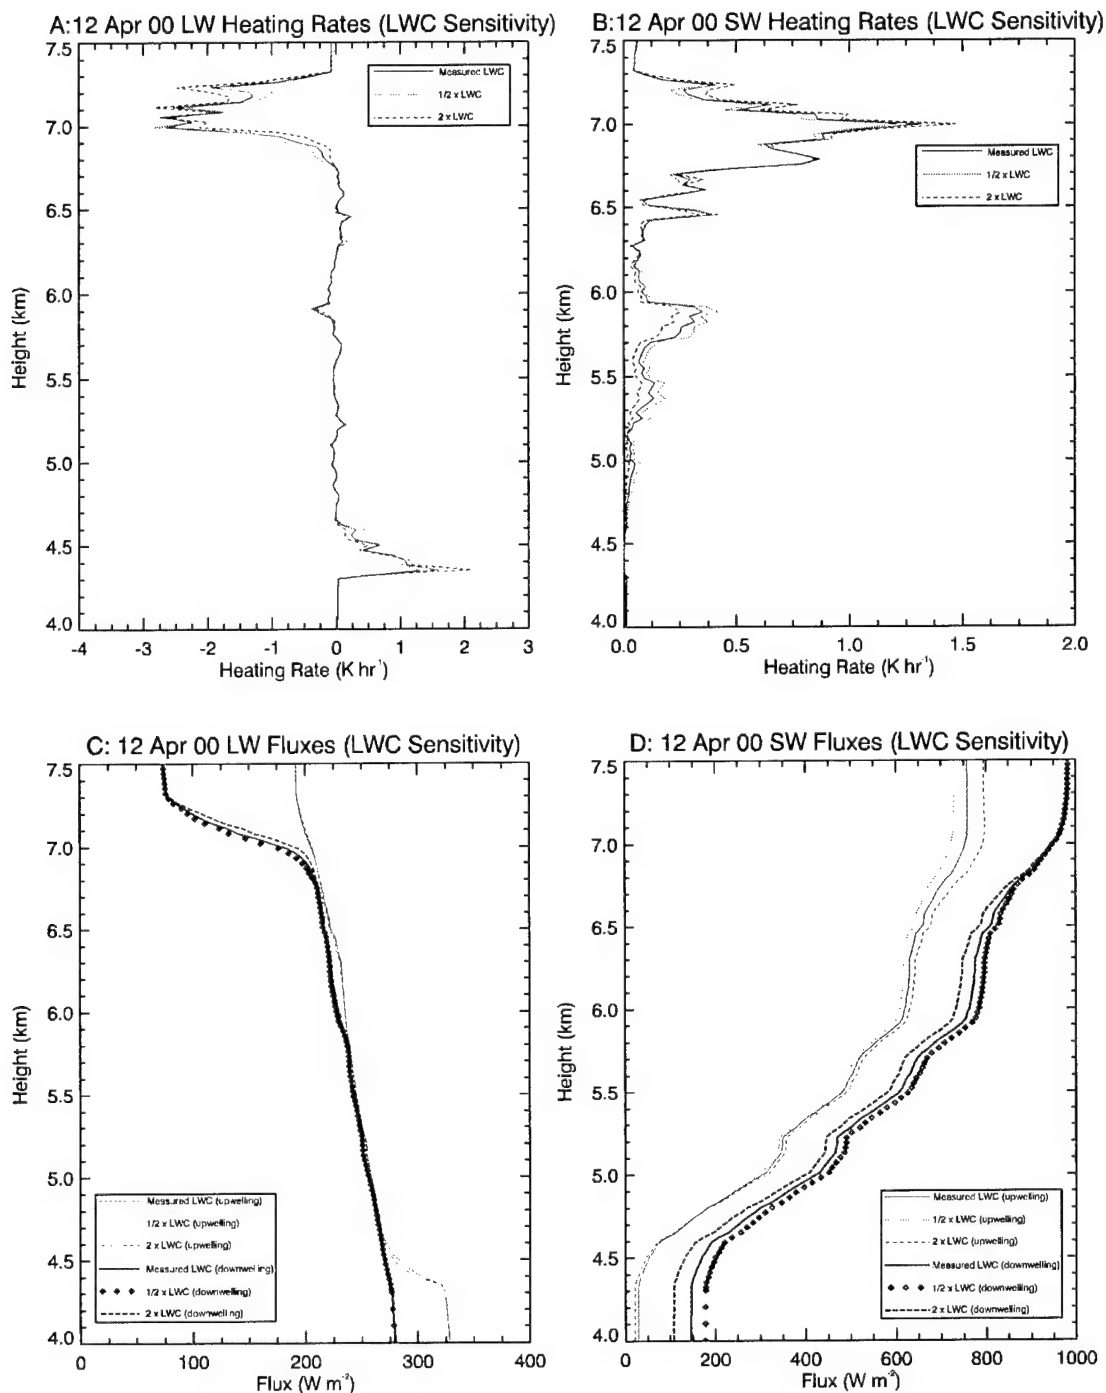 A:12 Apr 00 LW Heating Rates (LWC Sensitivity)
7.5
7.0
6.5
6.0
5.5
5.0
4.5
4.0
Height (km)
Measured LWC
1/2 x LWC
2 x LWC
-4 -3 -2 -1 0 1 2 3
Heating Rate (K hr⁻¹)
B:12 Apr 00 SW Heating Rates (LWC Sensitivity)
7.5
7.0
6.5
6.0
5.5
5.0
4.5
4.0
Height (km)
Measured LWC
1/2 x LWC
2 x LWC
0.0 0.5 1.0 1.5 2.0
Heating Rate (K hr⁻¹)
C: 12 Apr 00 LW Fluxes (LWC Sensitivity)
7.5
7.0
6.5
6.0
5.5
5.0
4.5
4.0
Height (km)
Measured LWC (upwelling)
1/2 x LWC (upwelling)
2 x LWC (upwelling)
Measured LWC (downwelling)
1/2 x LWC (downwelling)
2 x LWC (downwelling)
0 100 200 300 400
Flux (W m⁻²)
D: 12 Apr 00 SW Fluxes (LWC Sensitivity)
7.5
7.0
6.5
6.0
5.5
5.0
4.5
4.0
Height (km)
Measured LWC (upwelling)
1/2 x LWC (upwelling)
2 x LWC (upwelling)
Measured LWC (downwelling)
1/2 x LWC (downwelling)
2 x LWC (downwelling)
0 200 400 600 800 1000
Flux (W m⁻²)